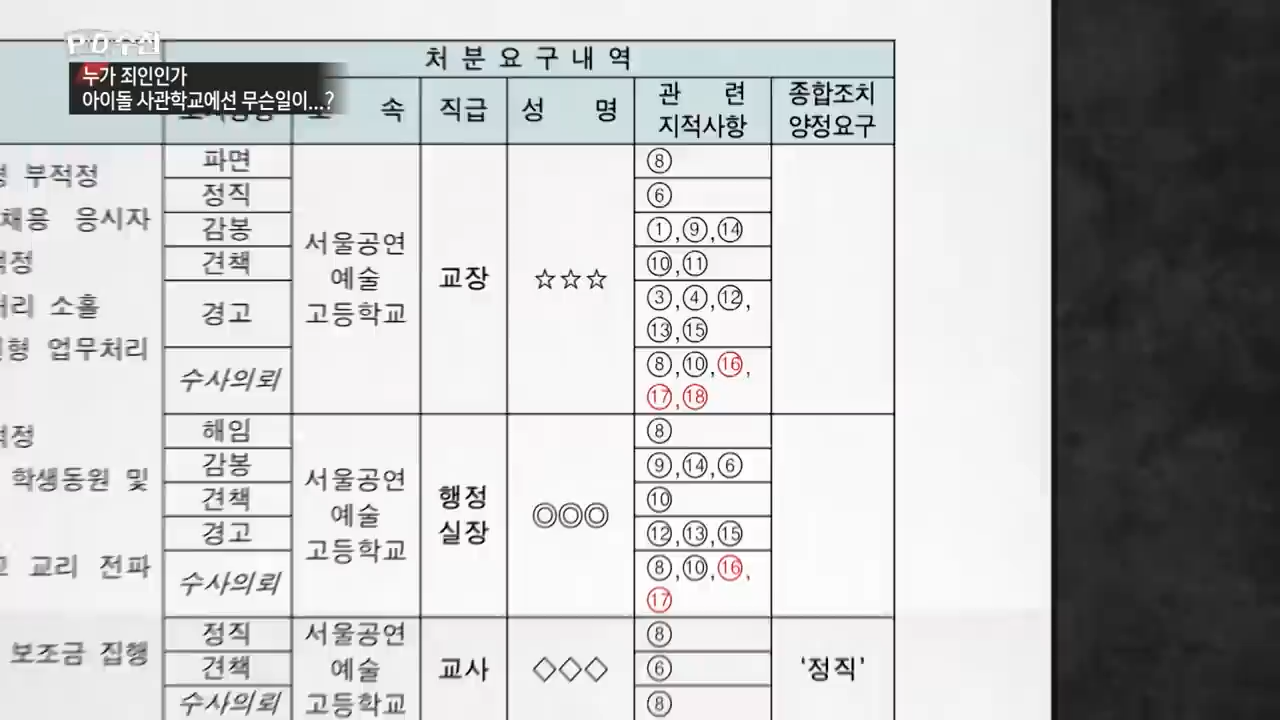 PD수첩
누가 죄인인가
아이돌 사관학교에선 무슨일이...?
처 분 요 구 내 역
속 직급 성 명 관 련 지적사항 종합조치 양정요구
부적정
채용 응시자
적정
처리 소홀
업무처리
적정
학생동원 및
교리 전파
보조금 집행
파면 ⑧
정직 ⑥
감봉 ①,⑨,⑭
견책 ⑩,⑪
경고 ③,④,⑫,
⑬,⑮
수사의뢰 ⑧,⑩,⑯,
⑰,⑱
서울공연
예술
고등학교
교장 ☆☆☆
해임 ⑧
감봉 ⑨,⑭,⑥
견책 ⑩
경고 ⑫,⑬,⑮
수사의뢰 ⑧,⑩,⑯,
⑰
서울공연
예술
고등학교
행정
실장
◎◎◎
정직 ⑧
견책 ⑥
수사의뢰 ⑧
서울공연
예술
고등학교
교사 ◇◇◇ ‘정직’